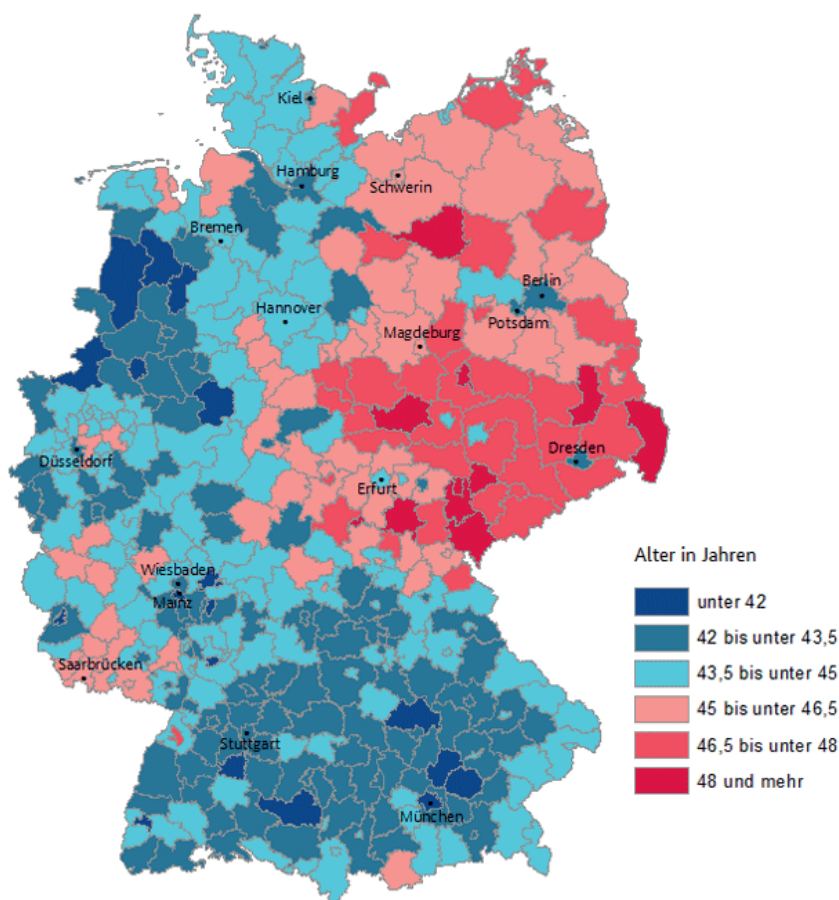 Kiel
Hamburg
Schwerin
Bremen
Berlin
Hannover
Potsdam
Magdeburg
Düsseldorf
Dresden
Erfurt
Wiesbaden
Mainz
Saarbrücken
Stuttgart
München
Alter in Jahren
unter 42
42 bis unter 43,5
43,5 bis unter 45
45 bis unter 46,5
46,5 bis unter 48
48 und mehr